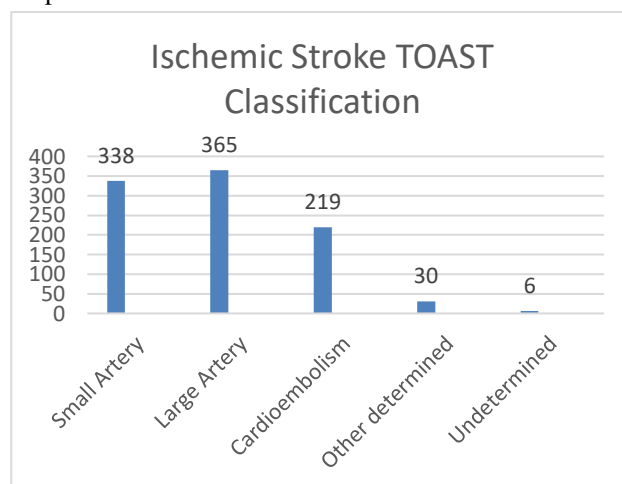 Ischemic Stroke TOAST
Classification
400
350
300
250
200
150
100
50
0
338
365
219
30
6
Small Artery
Large Artery
Cardioembolism
Other determined
Undetermined